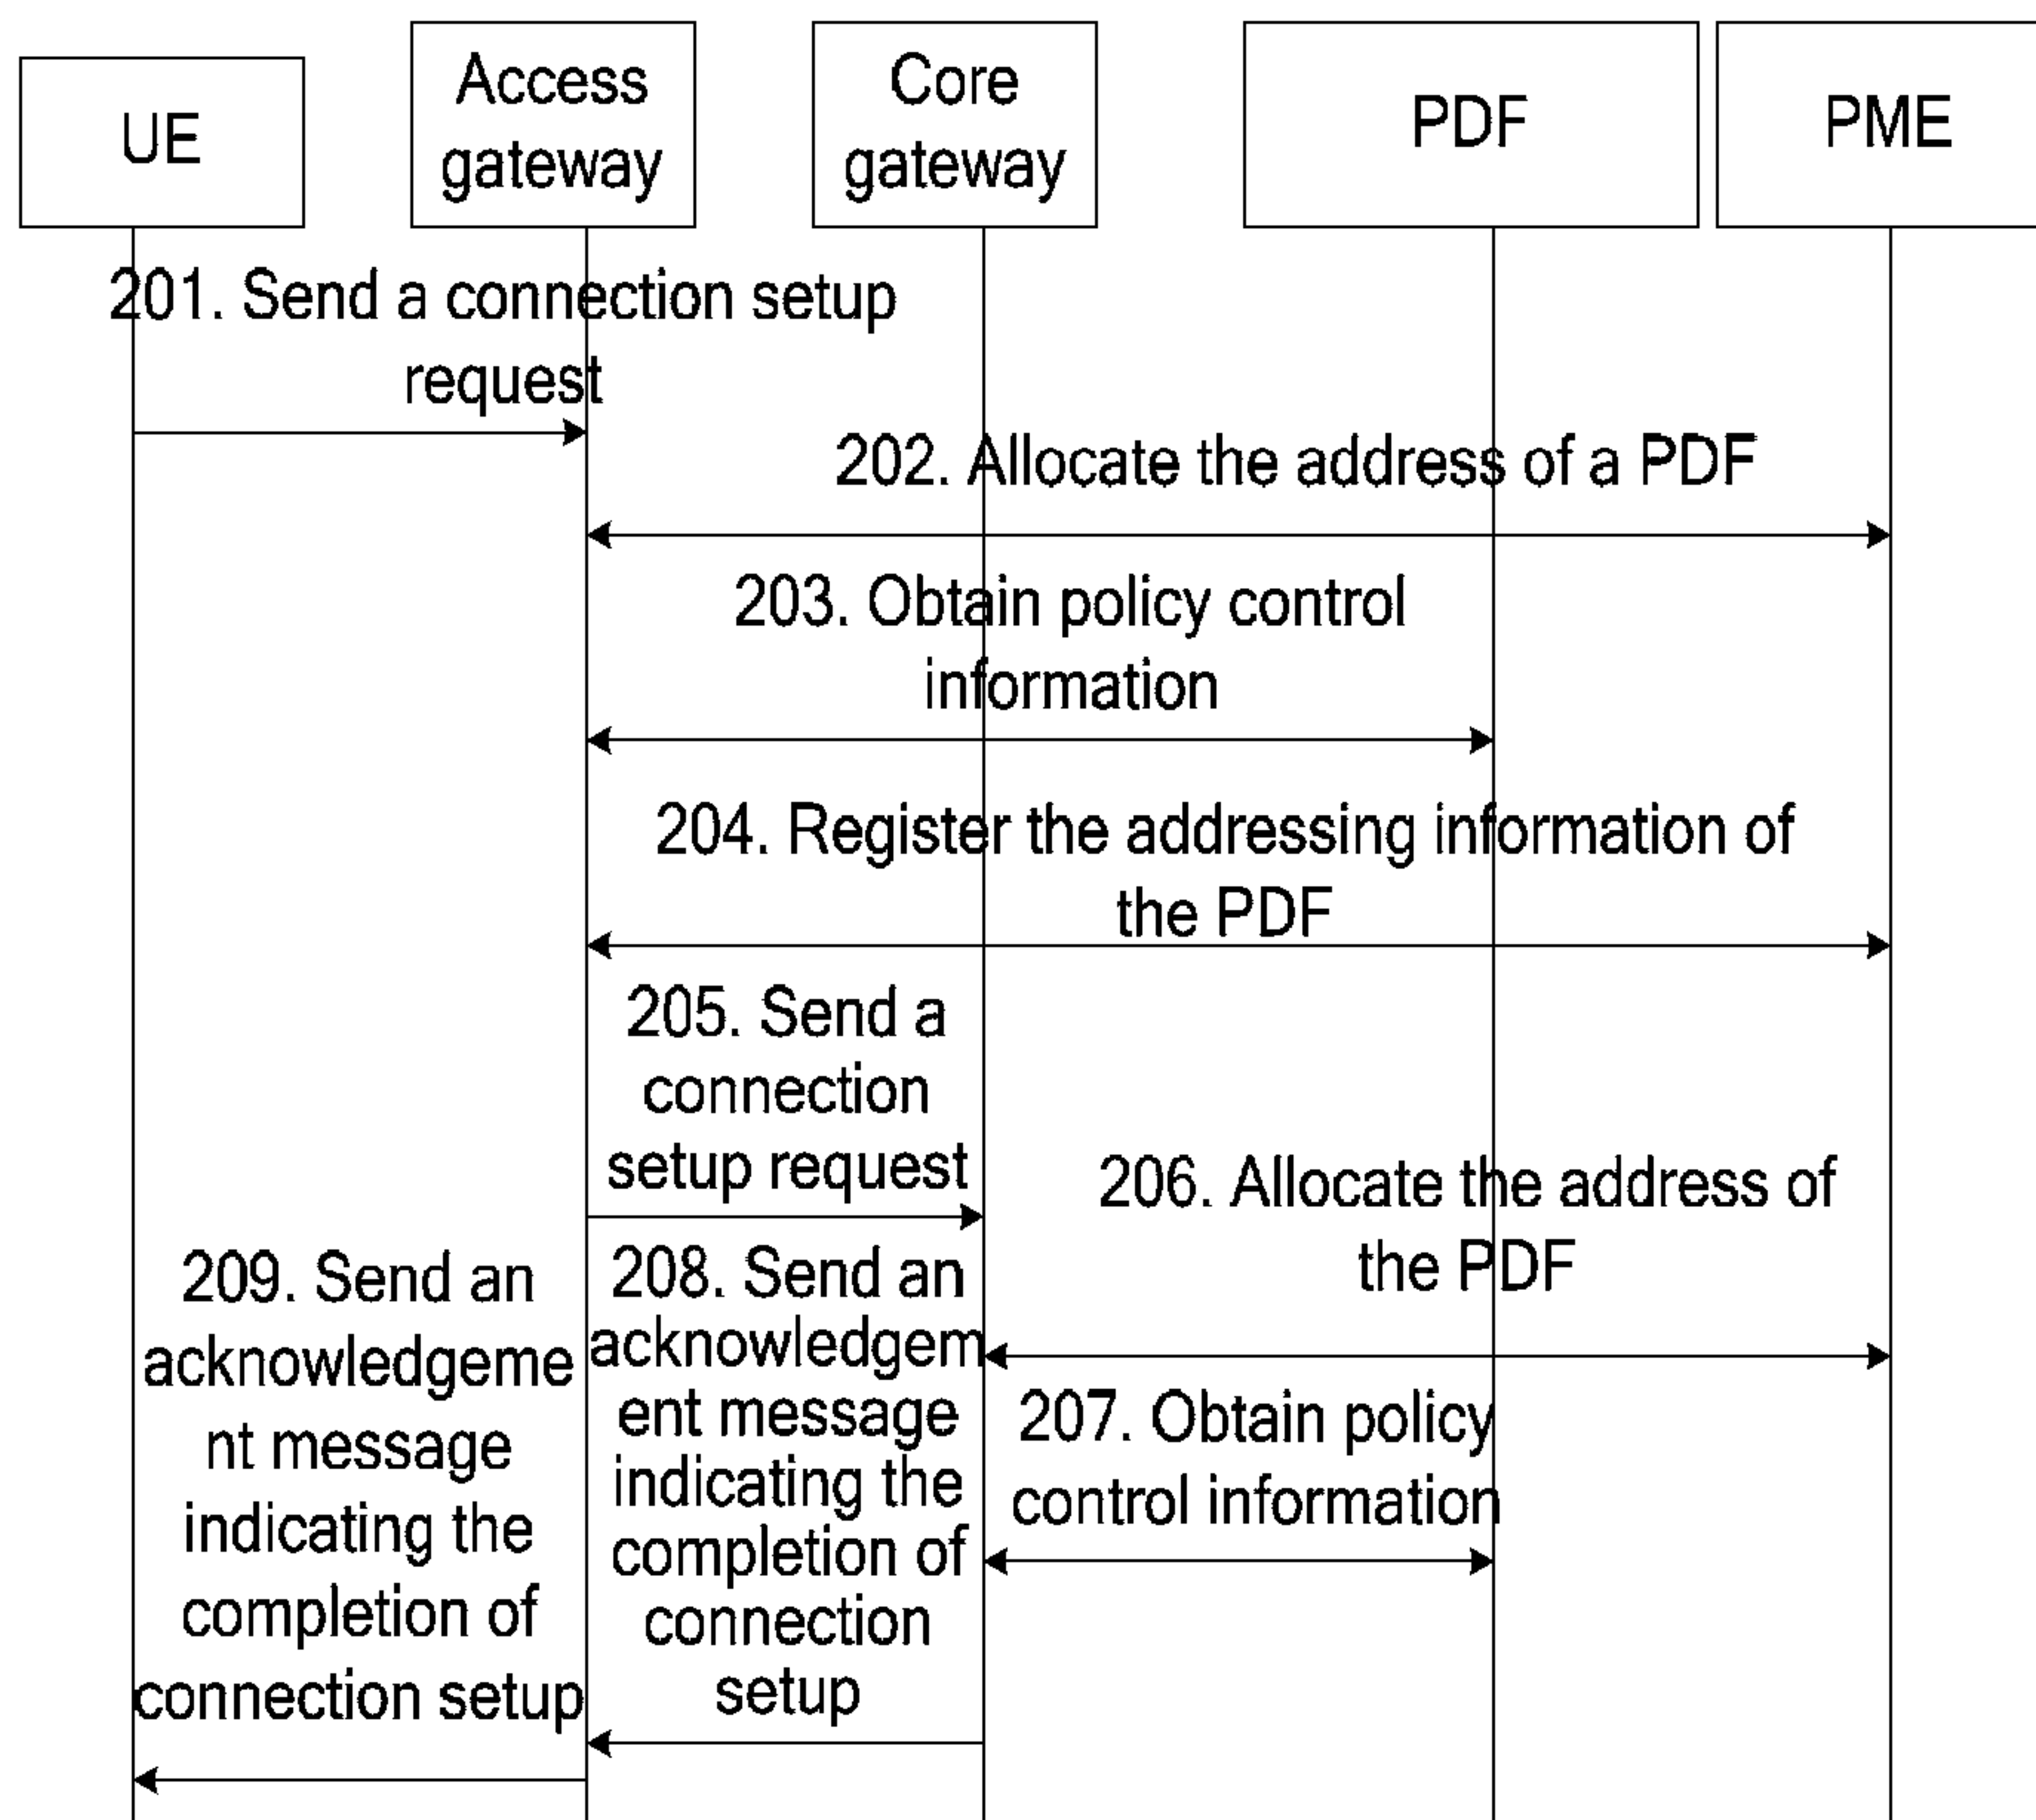 UE
Access
gateway
Core
gateway
PDF
PME
201. Send a connection setup
request
202. Allocate the address of a PDF
203. Obtain policy control
information
204. Register the addressing information of
the PDF
205. Send a
connection
setup request
206. Allocate the address of
the PDF
207. Obtain policy
control information
208. Send an
acknowledgem
ent message
indicating the
completion of
connection
setup
209. Send an
acknowledgeme
nt message
indicating the
completion of
connection setup